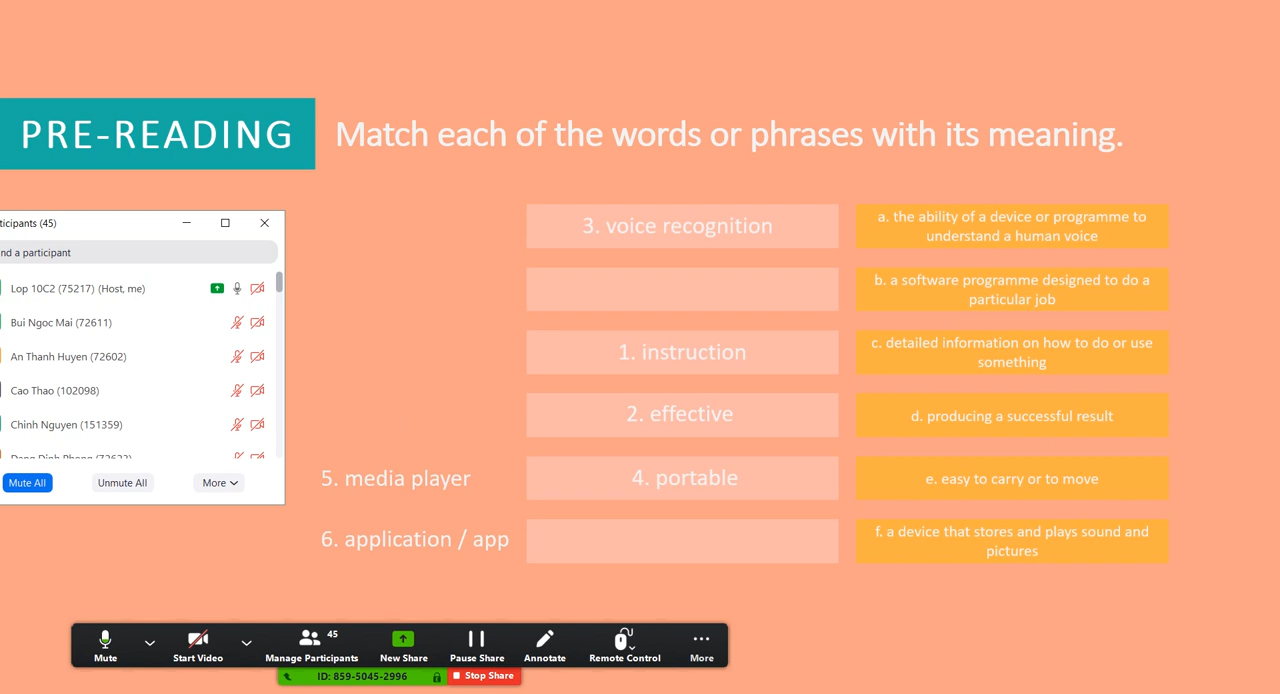 PRE-READING
Match each of the words or phrases with its meaning.
ticipants (45)
nd a participant
Lop 10C2 (75217) (Host, me)
Bui Ngoc Mai (72611)
An Thanh Huyen (72602)
Cao Thao (102098)
Chinh Nguyen (151359)
Dang Dinh Phong (72622)
Mute All
Unmute All
More
3. voice recognition
a. the ability of a device or programme to
understand a human voice
b. a software programme designed to do a
particular job
1. instruction
c. detailed information on how to do or use
something
2. effective
d. producing a successful result
5. media player
4. portable
e. easy to carry or to move
6. application / app
f. a device that stores and plays sound and
pictures
Mute
Start Video
45
Manage Participants
New Share
Pause Share
Annotate
Remote Control
More
ID: 859-5045-2996
Stop Share